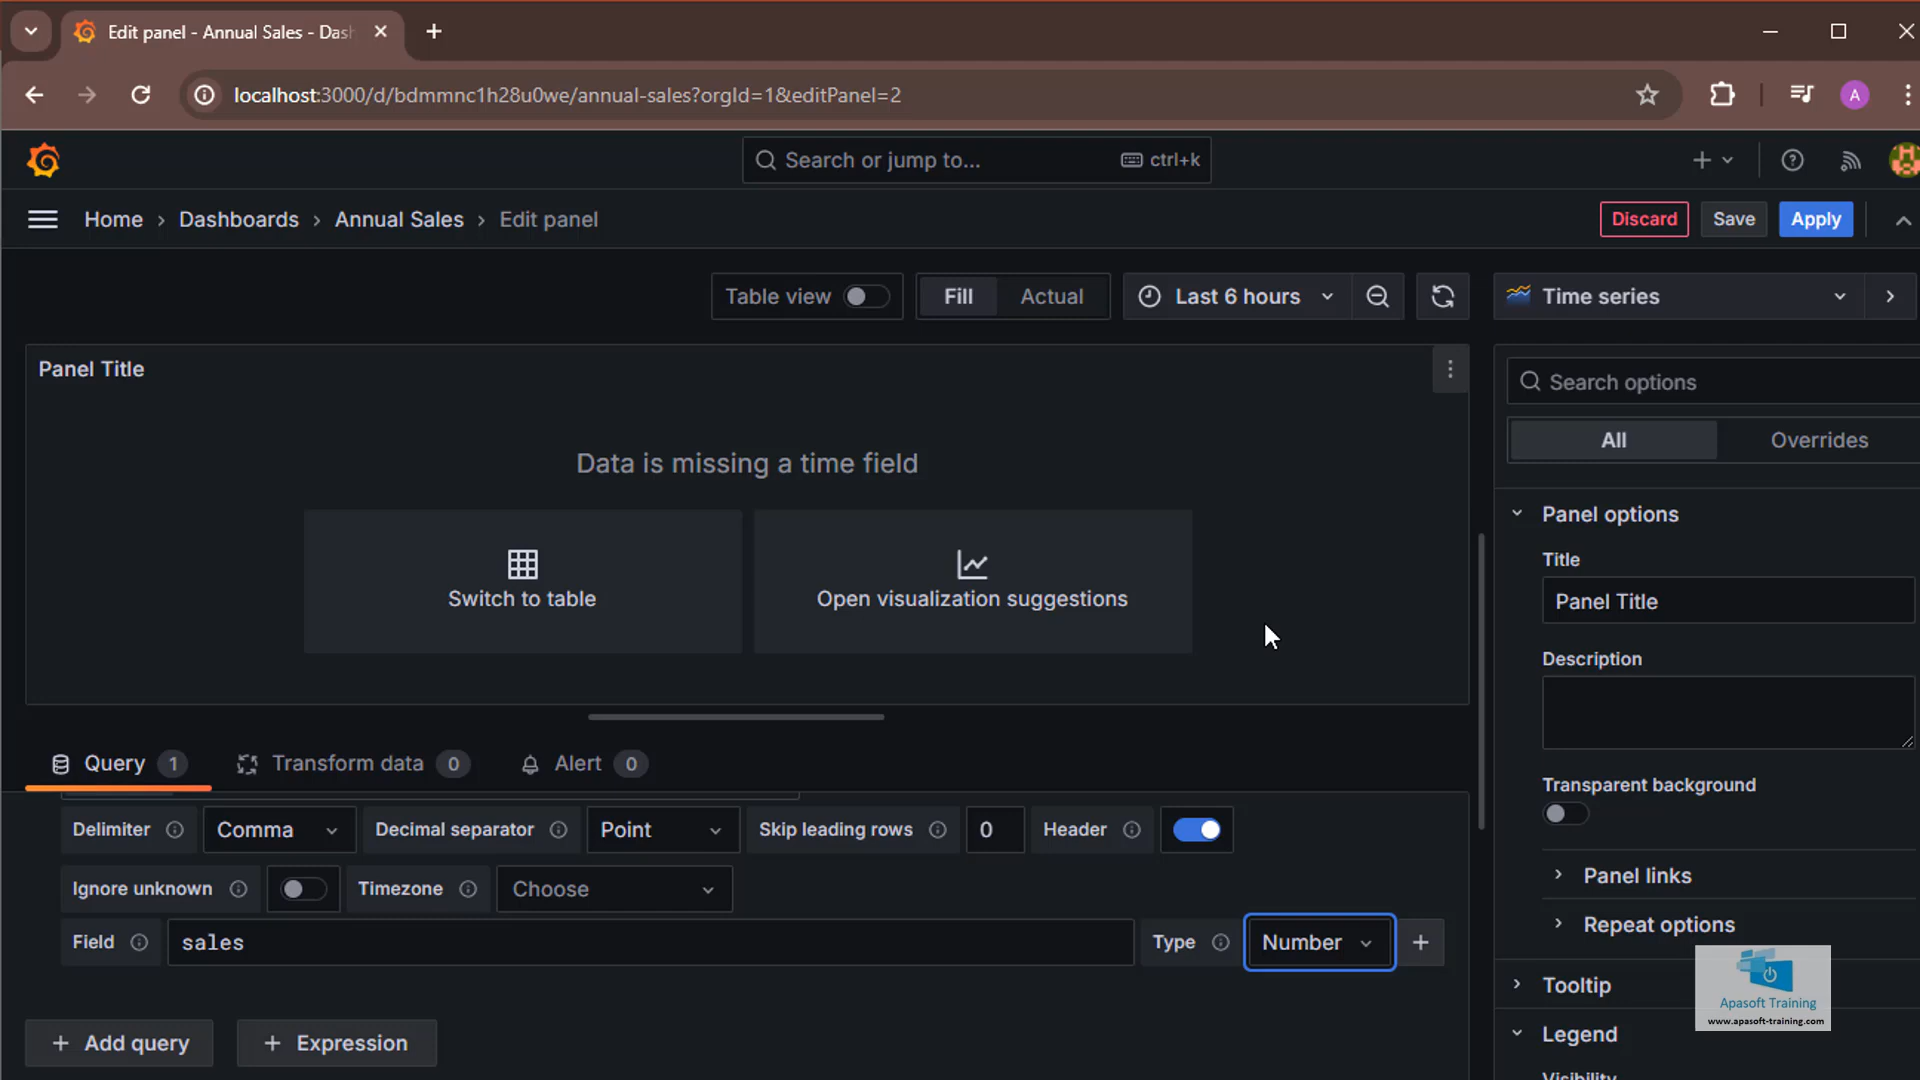 Edit panel - Annual Sales - Dash
localhost:3000/d/bdmmnc1h28u0we/annual-sales?orgId=1&editPanel=2
A
Search or jump to... ctrl+k
Home › Dashboards › Annual Sales › Edit panel
Discard Save Apply
Table view Fill Actual Last 6 hours Time series
Panel Title
Search options
All Overrides
Data is missing a time field
Switch to table
Open visualization suggestions
Panel options
Title
Panel Title
Description
Transparent background
Panel links
Repeat options
Tooltip
Legend
Visibility
Query 1 Transform data 0 Alert 0
Delimiter Comma Decimal separator Point Skip leading rows 0 Header
Ignore unknown Timezone Choose
Field sales Type Number +
+ Add query + Expression
Apasoft Training
www.apasoft-training.com